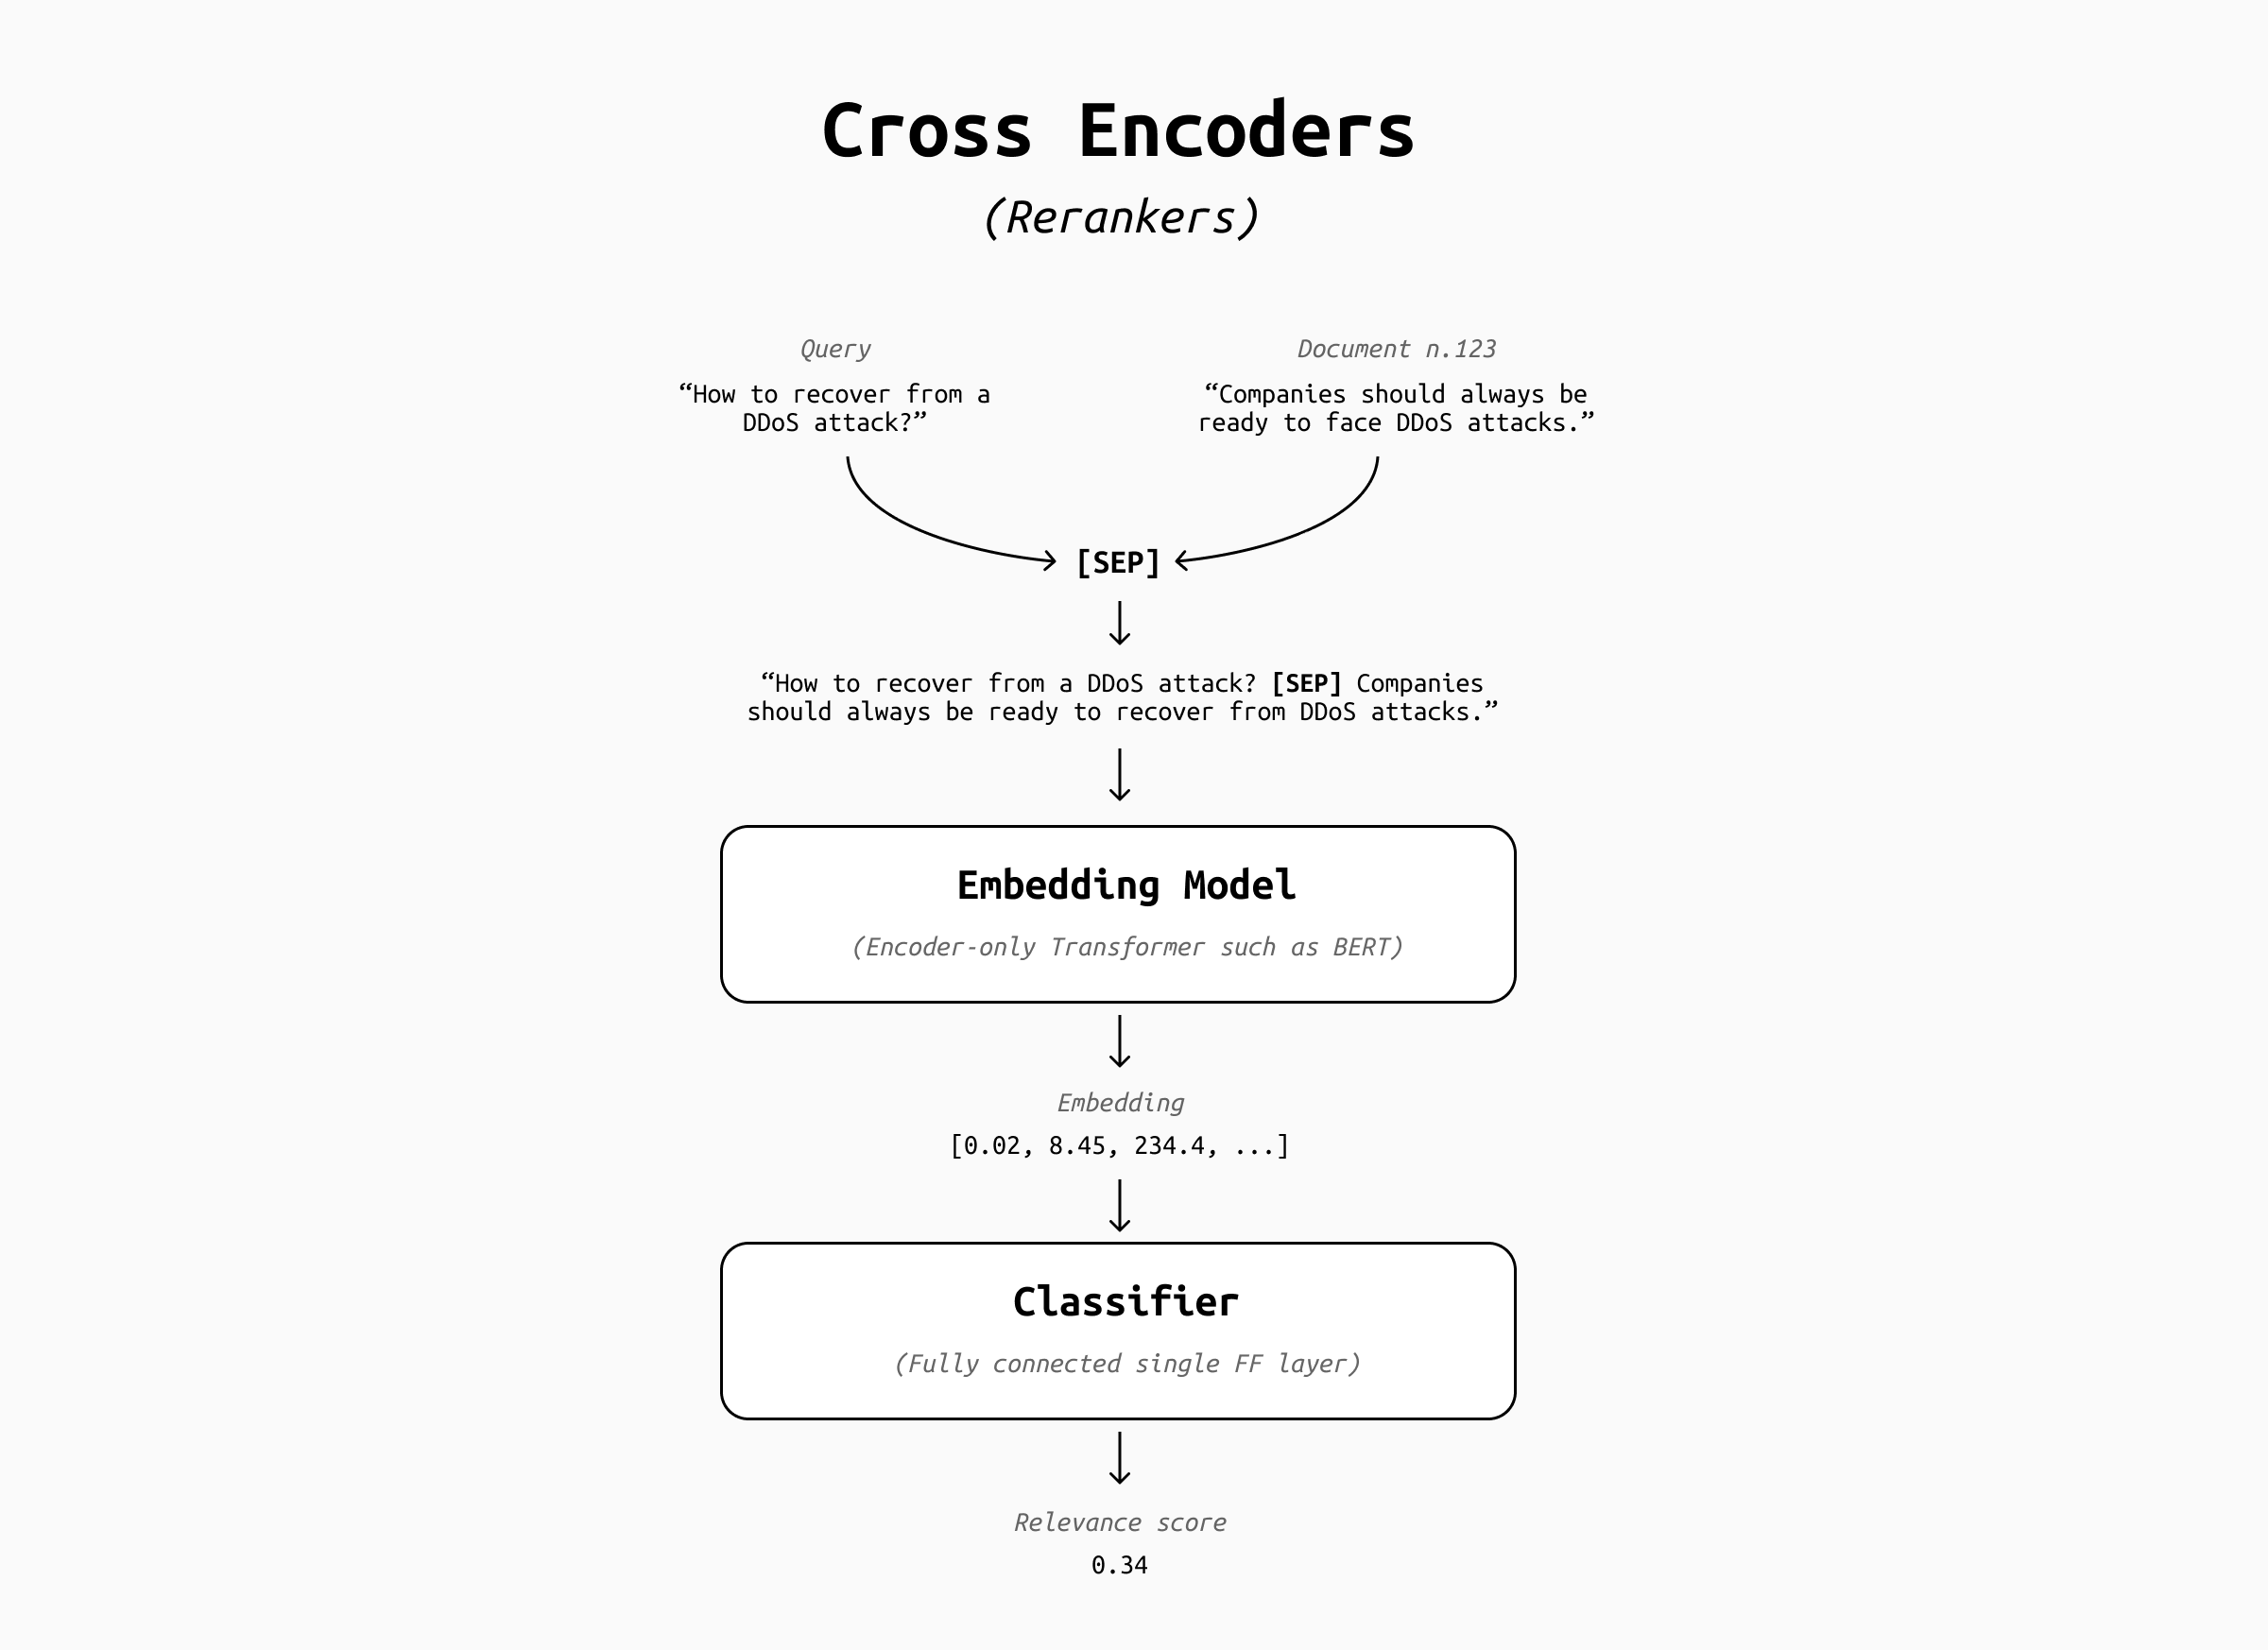 Cross Encoders
(Rerankers)
Query
“How to recover from a
DDoS attack?”
Document n.123
“Companies should always be
ready to face DDoS attacks.”
[SEP]
“How to recover from a DDoS attack? [SEP] Companies
should always be ready to recover from DDoS attacks.”
Embedding Model
(Encoder-only Transformer such as BERT)
Embedding
[0.02, 8.45, 234.4, ...]
Classifier
(Fully connected single FF layer)
Relevance score
0.34